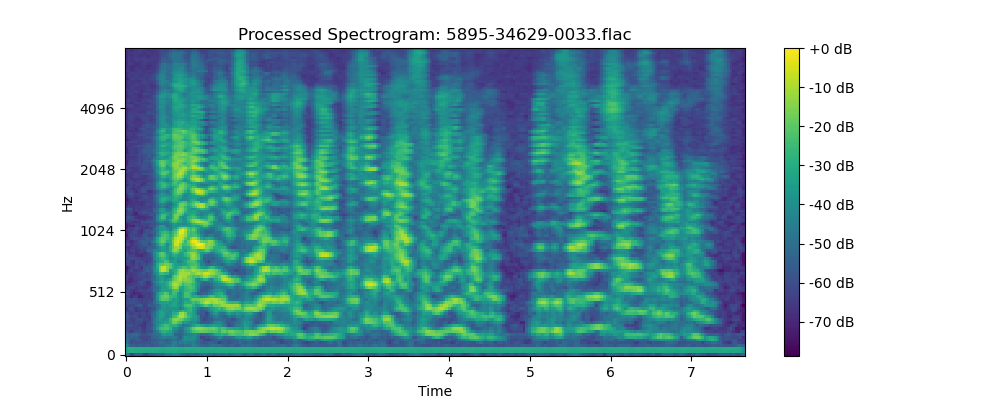 Processed Spectrogram: 5895-34629-0033.flac
Hz
4096
2048
1024
512
0
0 1 2 3 4 5 6 7
Time
+0 dB
-10 dB
-20 dB
-30 dB
-40 dB
-50 dB
-60 dB
-70 dB